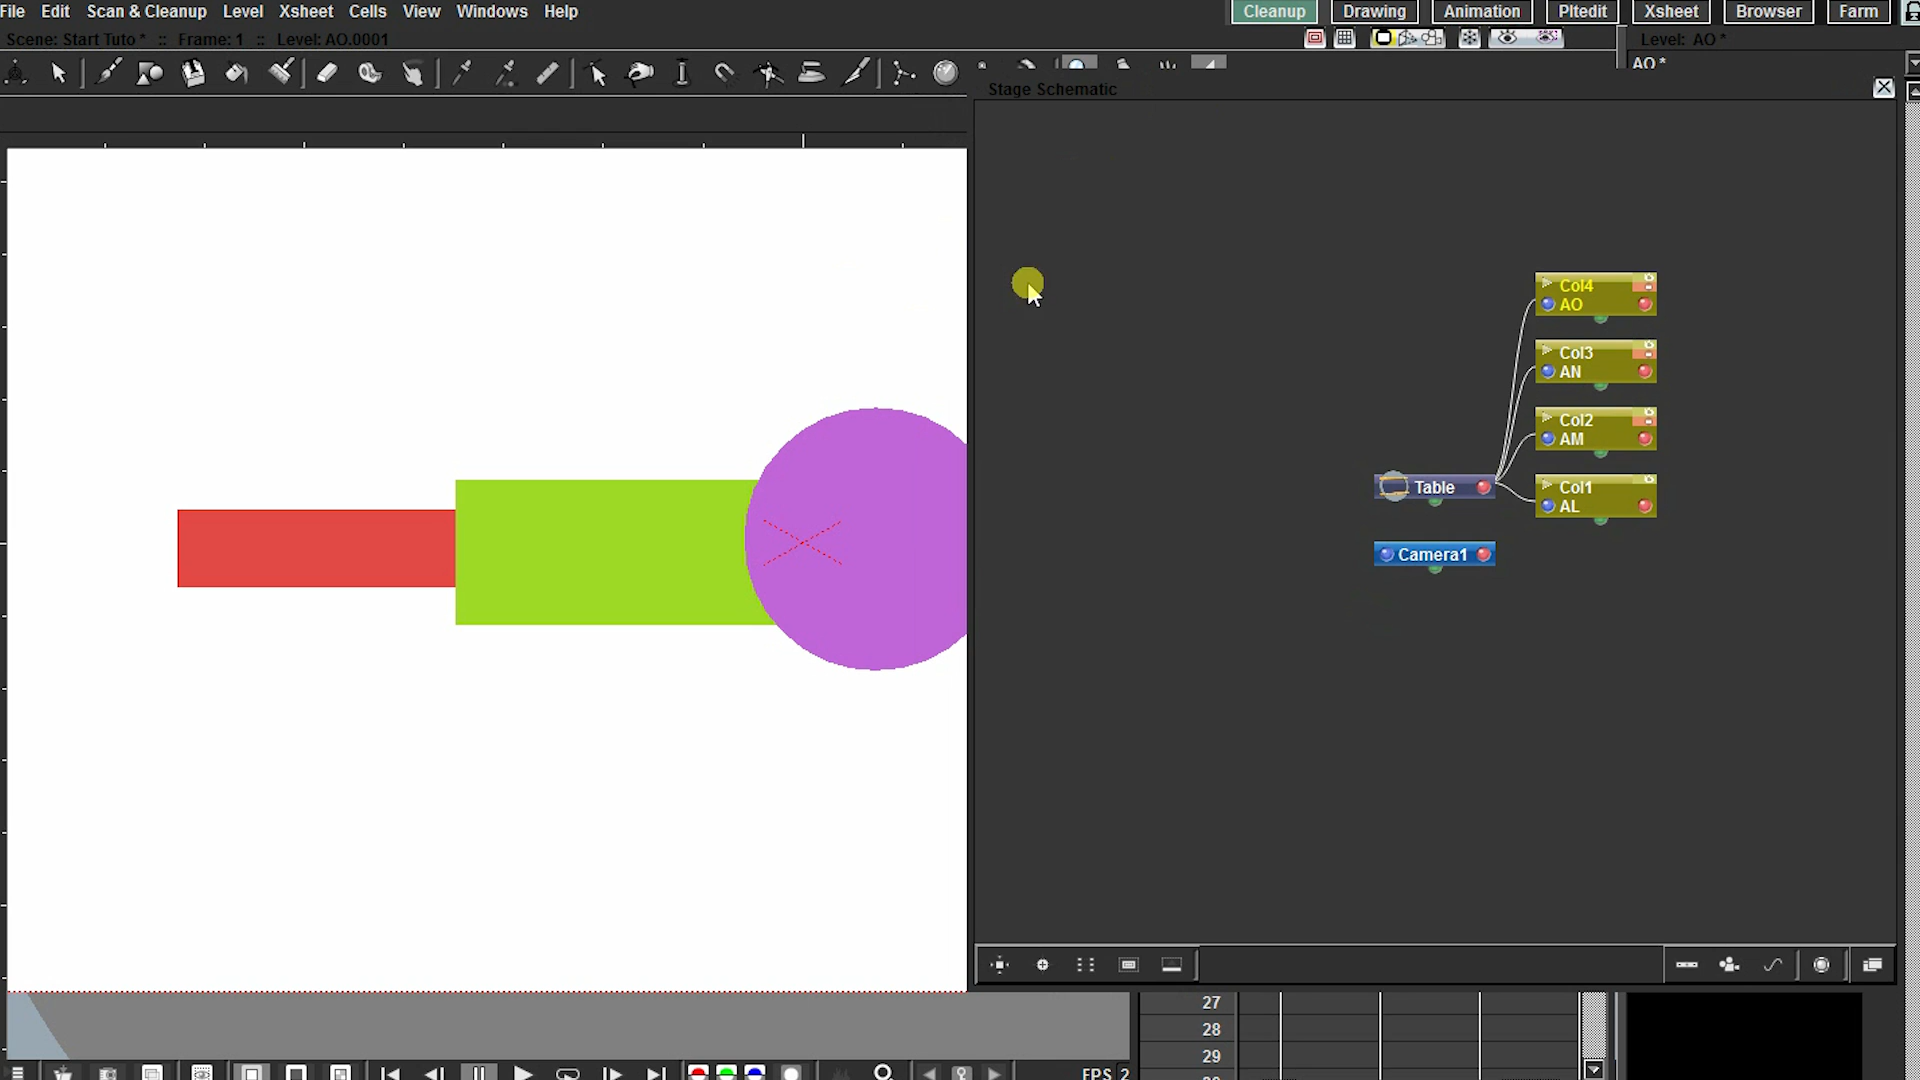 File Edit Scan & Cleanup Level Xsheet Cells View Windows Help
Cleanup Drawing Animation Pltedit Xsheet Browser Farm
Scene: Start Tuto * :: Frame: 1 :: Level: AO.0001
Level: AO *
AO *
Stage Schematic
Col4
AO
Col3
AN
Col2
AM
Table
Col1
AL
Camera1
27
28
29
FPS 2